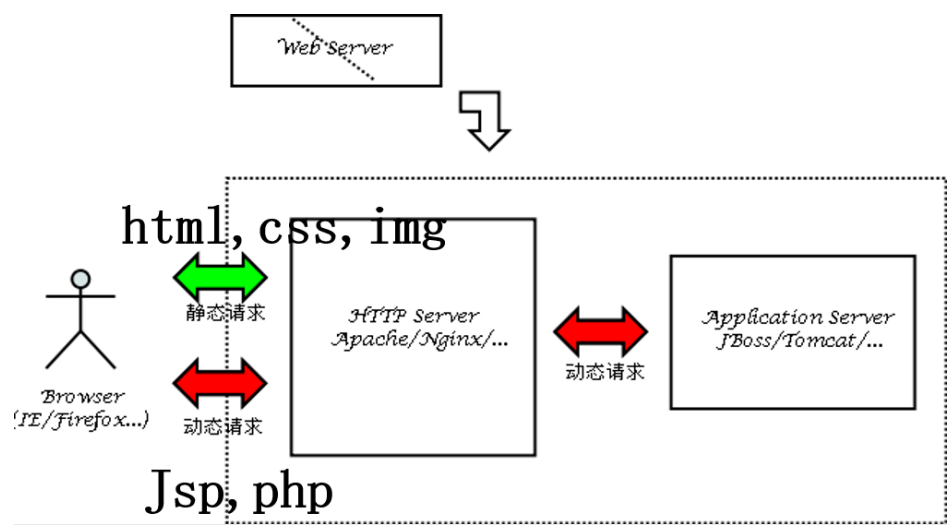 Web Server
html,css,img
静态请求
HTTP Server
Apache/Nginx/...
动态请求
Application Server
JBoss/Tomcat/...
Browser
(IE/Firefox...)
动态请求
Jsp,php